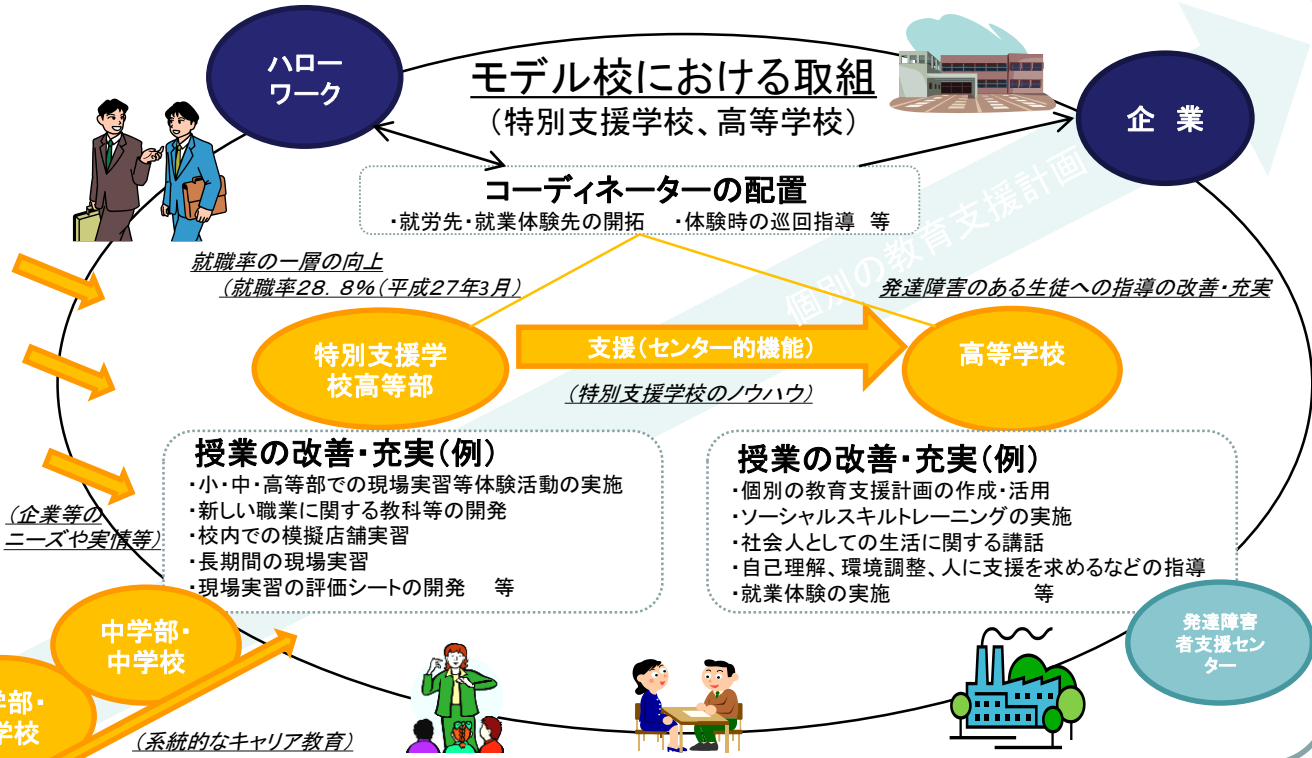 ハロー
ワーク
モデル校における取組
(特別支援学校、高等学校)
企 業
コーディネーターの配置
・就労先・就業体験先の開拓 ・体験時の巡回指導 等
個別の教育支援計画
就職率の一層の向上
(就職率28.8%(平成27年3月)
発達障害のある生徒への指導の改善・充実
特別支援学
校高等部
支援(センター的機能)
高等学校
(特別支援学校のノウハウ)
授業の改善・充実(例)
・小・中・高等部での現場実習等体験活動の実施
・新しい職業に関する教科等の開発
・校内での模擬店舗実習
・長期間の現場実習
・現場実習の評価シートの開発 等
授業の改善・充実(例)
・個別の教育支援計画の作成・活用
・ソーシャルスキルトレーニングの実施
・社会人としての生活に関する講話
・自己理解、環境調整、人に支援を求めるなどの指導
・就業体験の実施 等
(企業等の
ニーズや実情等)
中学部・
中学校
発達障害
者支援セン
ター
学部・
学校
(系統的なキャリア教育)